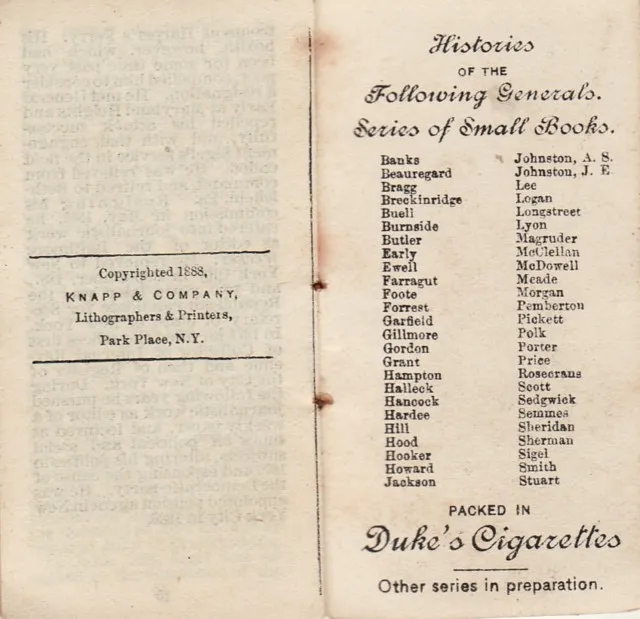 Copyrighted 1888,
KNAPP & COMPANY,
Lithographers & Printers,
Park Place, N.Y.
Histories
OF THE
Following Generals.
Series of Small Books.
Banks
Beauregard
Bragg
Breckinridge
Buell
Burnside
Butler
Early
Ewell
Farragut
Foote
Forrest
Garfield
Gillmore
Gordon
Grant
Hampton
Halleck
Hancock
Hardee
Hill
Hood
Hooker
Howard
Jackson
Johnston, A. S.
Johnston, J. E
Lee
Logan
Longstreet
Lyon
Magruder
McClellan
McDowell
Meade
Morgan
Pemberton
Pickett
Polk
Porter
Price
Rosecrans
Scott
Sedgwick
Semmes
Sheridan
Sherman
Sigel
Smith
Stuart
PACKED IN
Duke's Cigarettes
Other series in preparation.